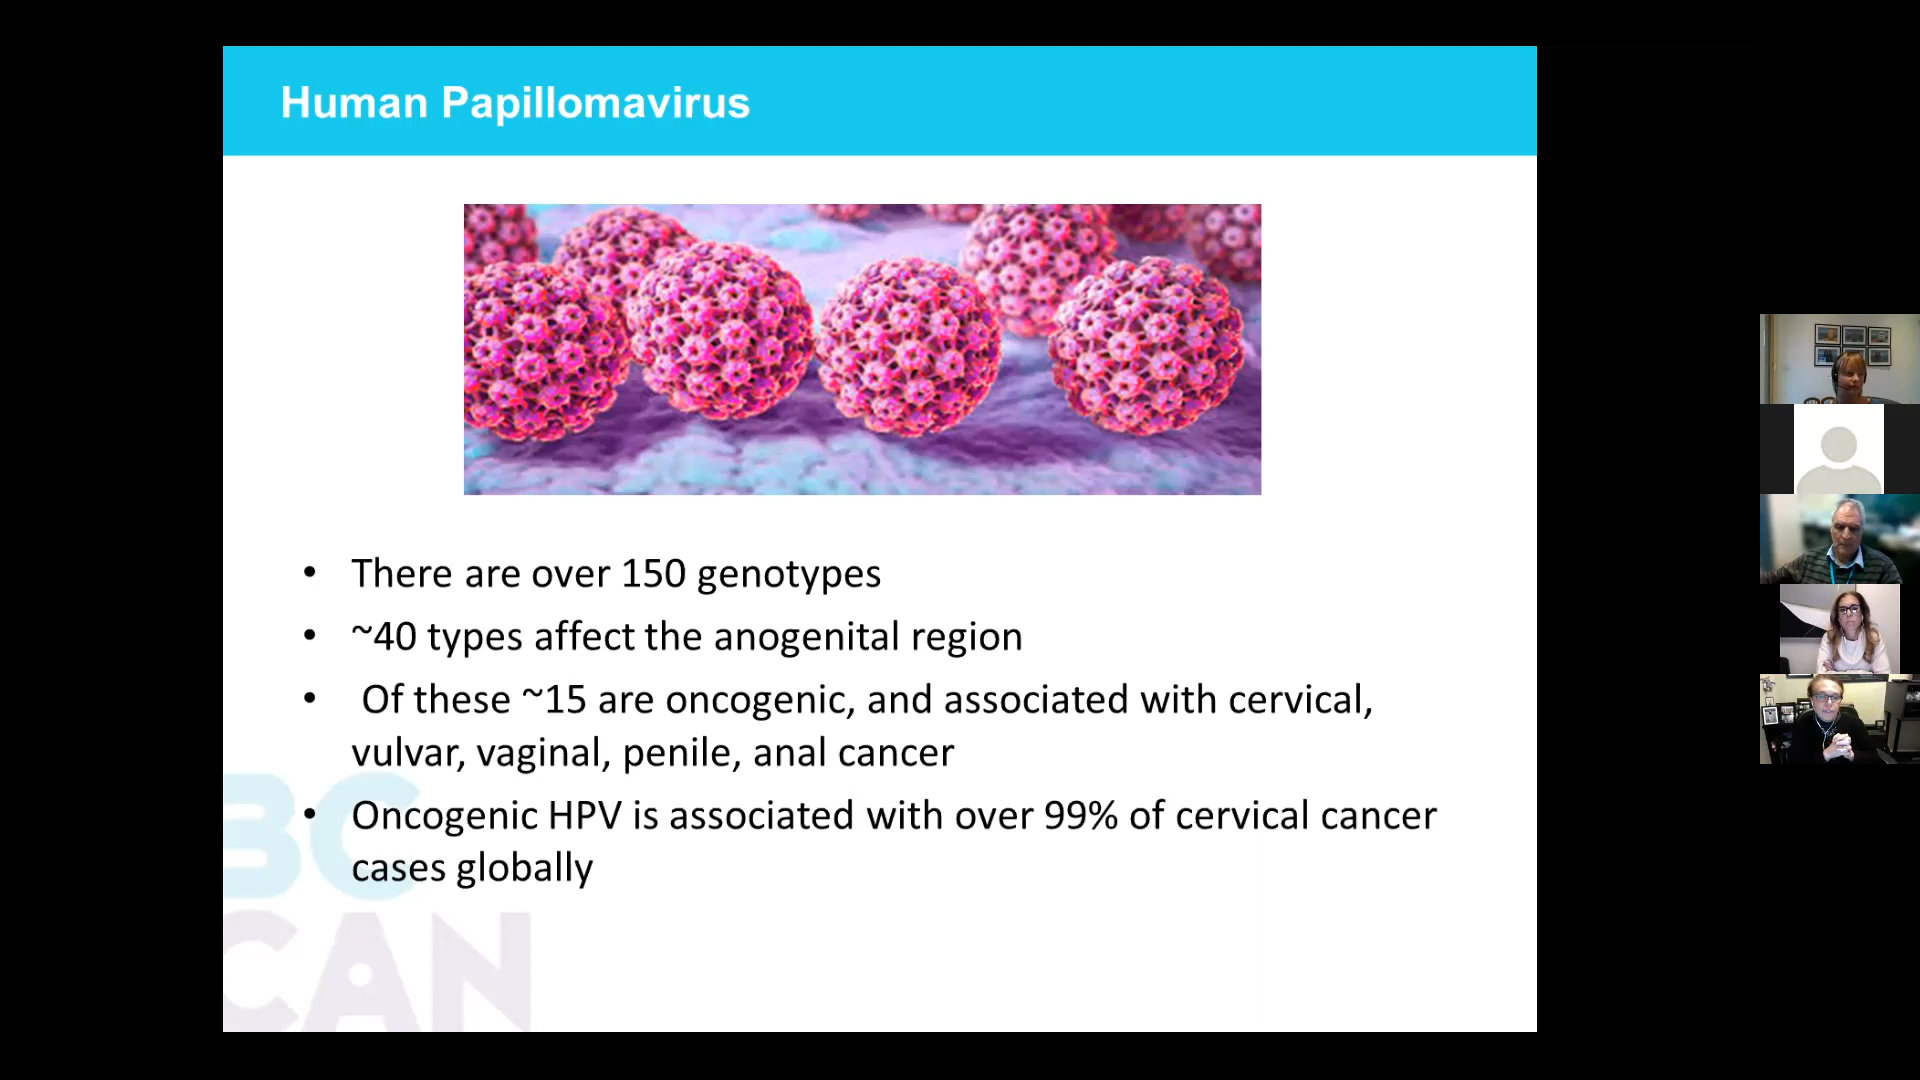 Human Papillomavirus
• There are over 150 genotypes
• ~40 types affect the anogenital region
• Of these ~15 are oncogenic, and associated with cervical,
vulvar, vaginal, penile, anal cancer
• Oncogenic HPV is associated with over 99% of cervical cancer
cases globally
BC
CAN